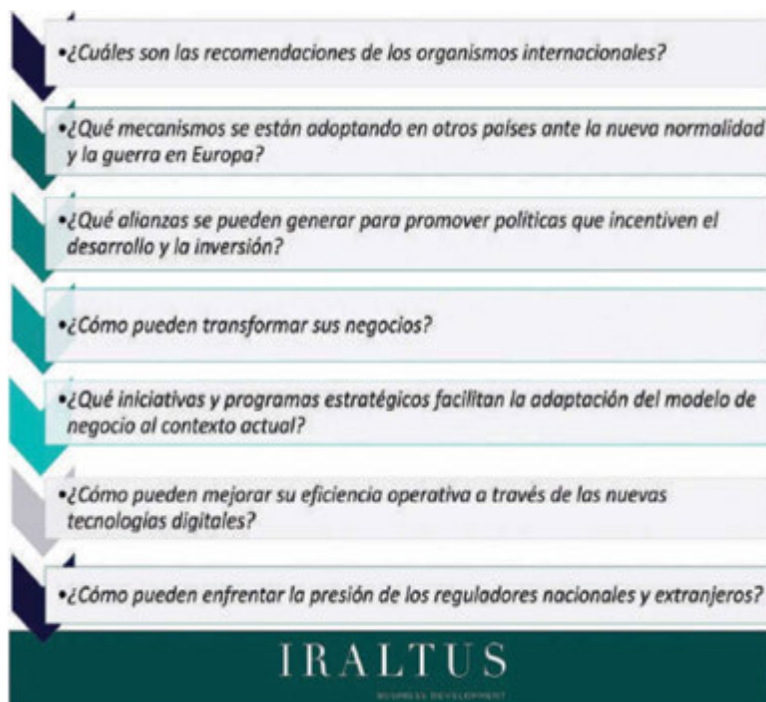 •¿Cuáles son las recomendaciones de los organismos internacionales?
•¿Qué mecanismos se están adoptando en otros países ante la nueva normalidad
y la guerra en Europa?
•¿Qué alianzas se pueden generar para promover políticas que incentiven el
desarrollo y la inversión?
•¿Cómo pueden transformar sus negocios?
•¿Qué iniciativas y programas estratégicos facilitan la adaptación del modelo de
negocio al contexto actual?
•¿Cómo pueden mejorar su eficiencia operativa a través de las nuevas
tecnologías digitales?
•¿Cómo pueden enfrentar la presión de los reguladores nacionales y extranjeros?
IRALTUS
BUSINESS DEVELOPMENT